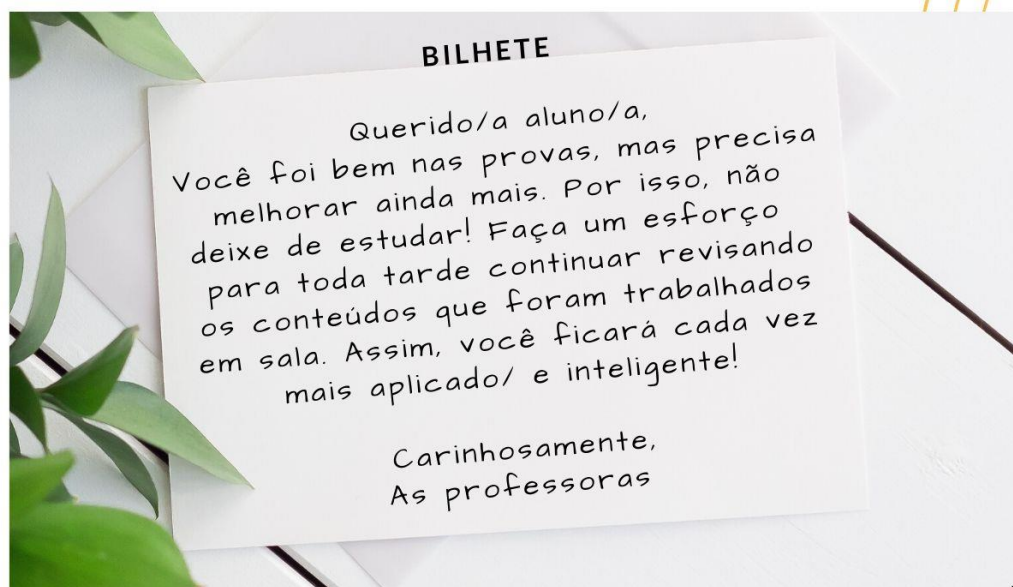 BILHETE
Querido/a aluno/a,
Você foi bem nas provas, mas precisa
melhorar ainda mais. Por isso, não
deixe de estudar! Faça um esforço
para toda tarde continuar revisando
os conteúdos que foram trabalhados
em sala. Assim, você ficará cada vez
mais aplicado/ e inteligente!
Carinhosamente,
As professoras